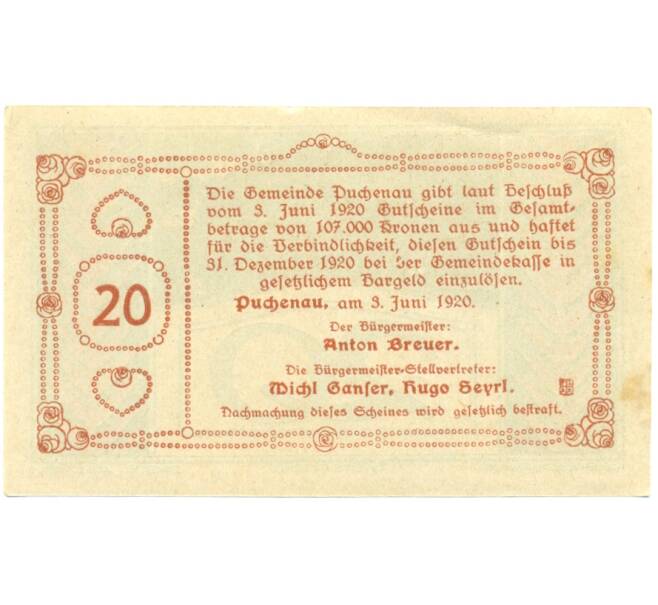 20
Die Gemeinde Puchenau gibt laut Beschluß
vom 3. Juni 1920 Gutscheine im Gesamt-
betrage von 107.000 Kronen aus und haftet
für die Verbindlichkeit, diesen Gutschein bis
31. Dezember 1920 bei der Gemeindekasse in
gesetzlichem Bargeld einzulösen.
Puchenau, am 3. Juni 1920.
Der Bürgermeister:
Anton Breuer.
Die Bürgermeister-Stellvertreter:
Michl Ganser, Hugo Seyrl.
Nachmachung dieses Scheines wird gesetzlich bestraft.